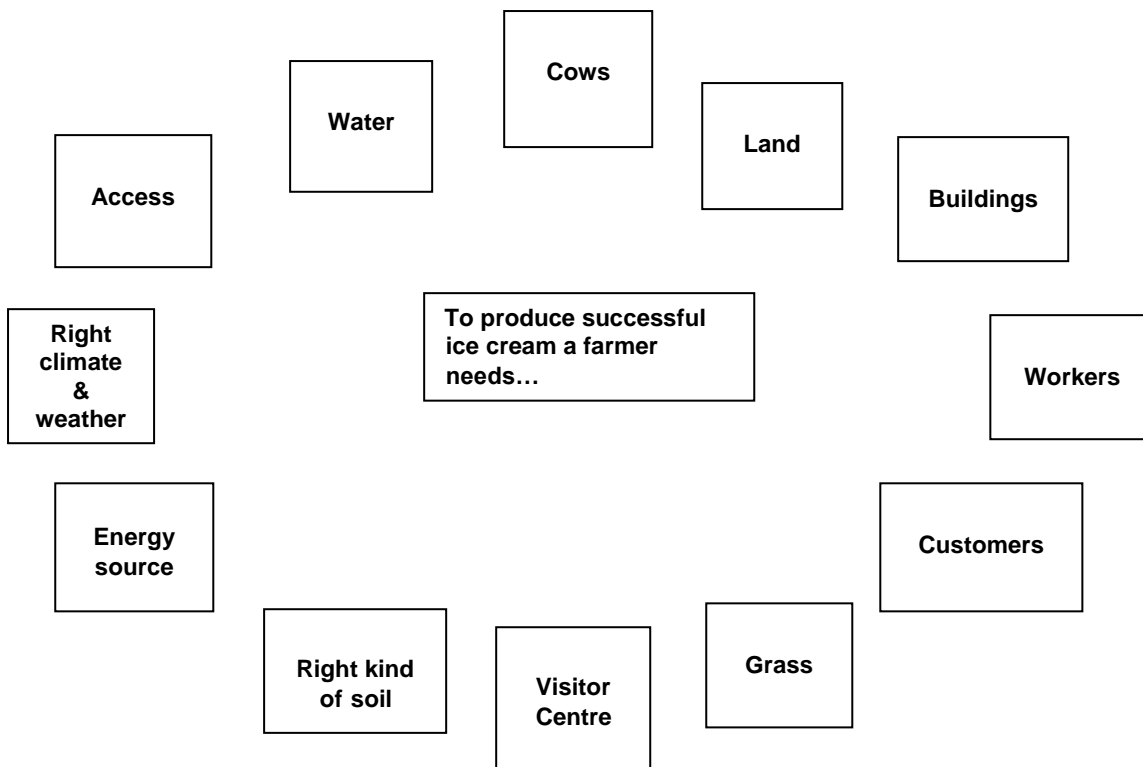 Cows
Water
Land
Access
Buildings
To produce successful
ice cream a farmer
needs…
Right
climate
&
weather
Workers
Energy
source
Customers
Right kind
of soil
Visitor
Centre
Grass